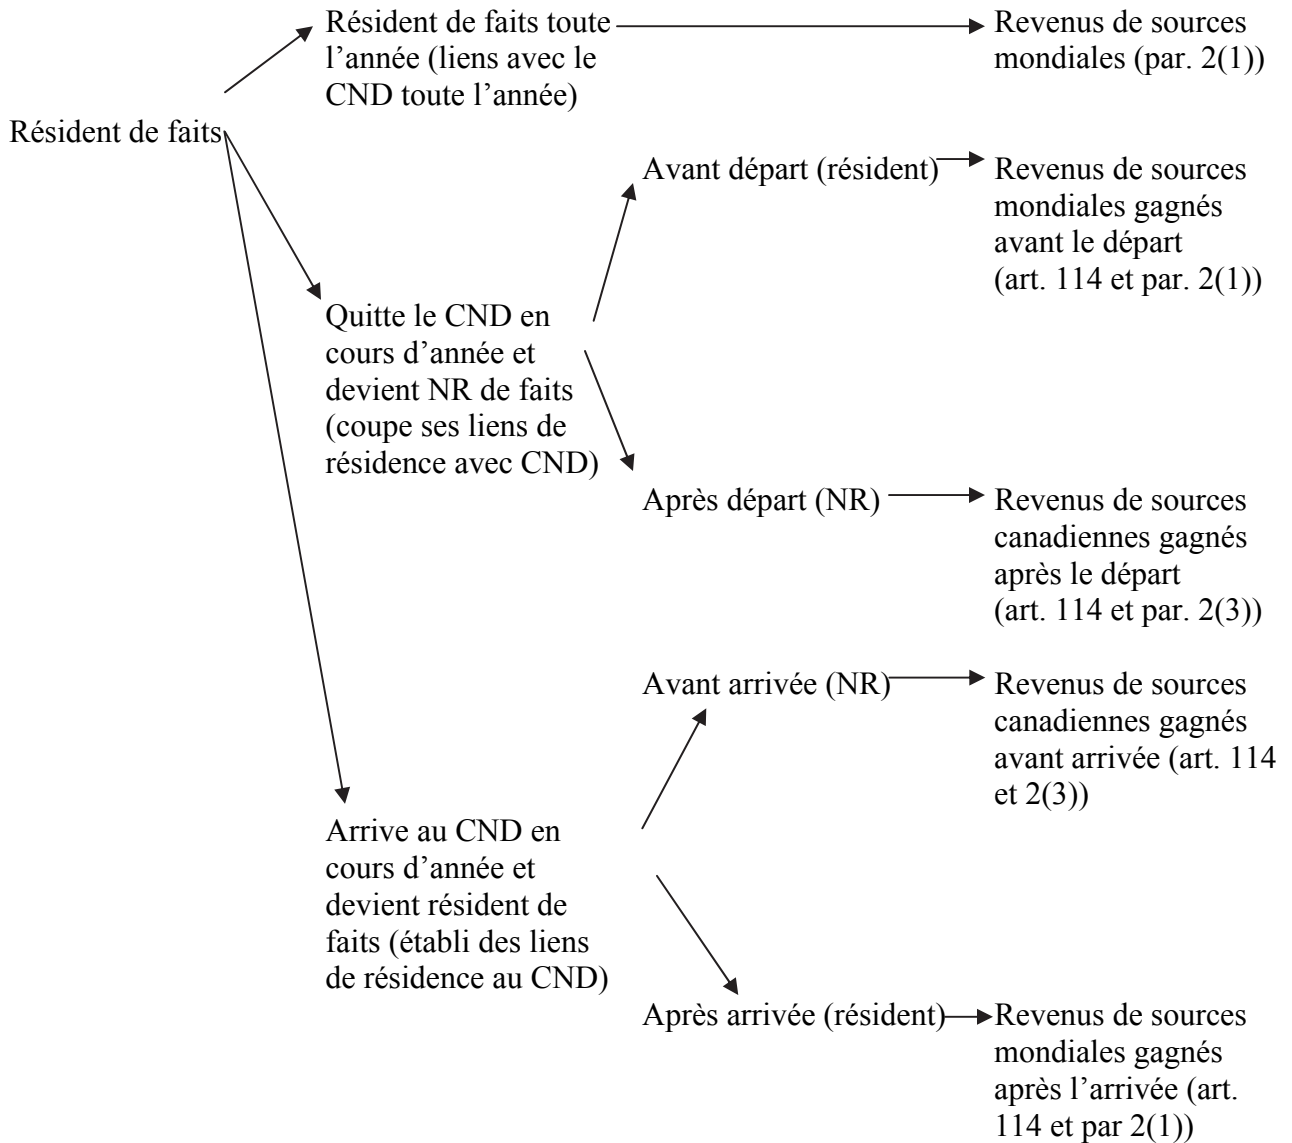 Résident de faits
Résident de faits toute
l'année (liens avec le
CND toute l'année)
Revenus de sources
mondiales (par. 2(1))
Quitte le CND en
cours d'année et
devient NR de faits
(coupe ses liens de
résidence avec CND)
Avant départ (résident)
Revenus de sources
mondiales gagnés
avant le départ
(art. 114 et par. 2(1))
Après départ (NR)
Revenus de sources
canadiennes gagnés
après le départ
(art. 114 et par. 2(3))
Arrive au CND en
cours d'année et
devient résident de
faits (établi des liens
de résidence au CND)
Avant arrivée (NR)
Revenus de sources
canadiennes gagnés
avant arrivée (art. 114
et 2(3))
Après arrivée (résident)
Revenus de sources
mondiales gagnés
après l'arrivée (art.
114 et par 2(1))